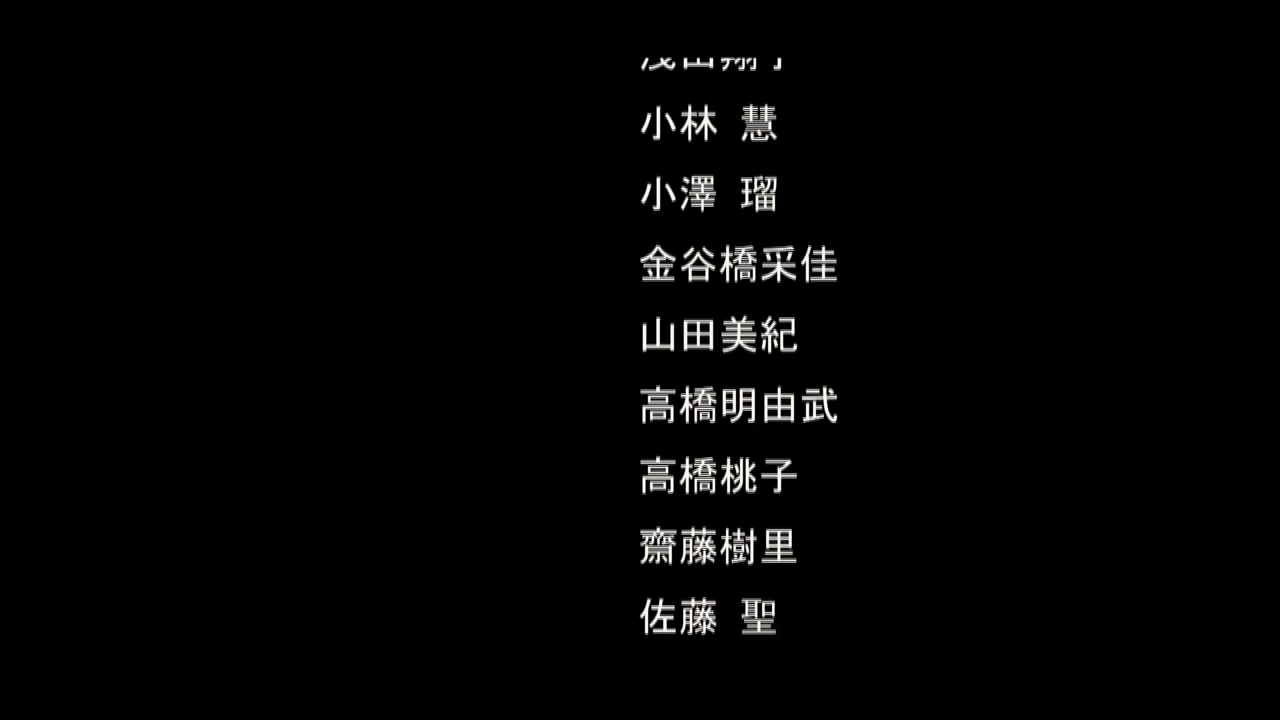 小林 慧
小澤 瑠
金谷橋采佳
山田美紀
高橋明由武
高橋桃子
齋藤樹里
佐藤 聖